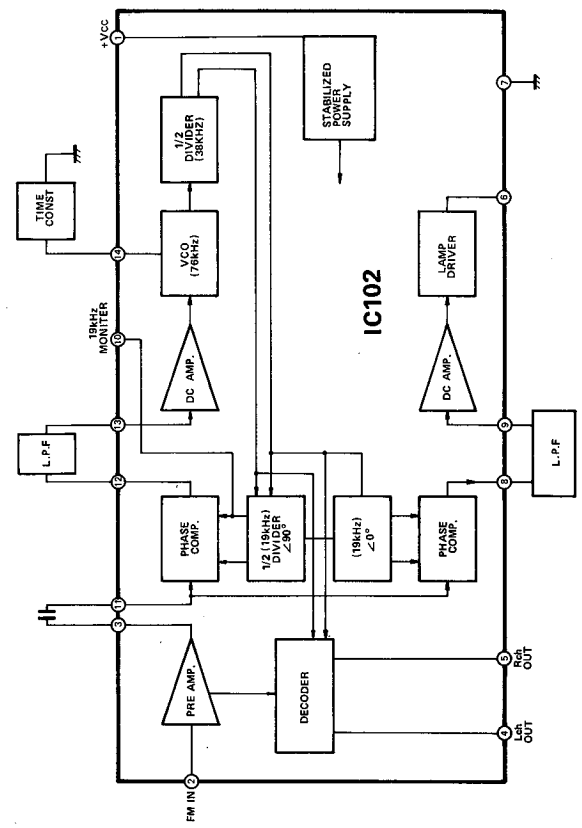 TIME
CONST
19kHz
MONITER
+Vcc
L.P.F
3
11
12
13
10
14
1
FM IN
2
PRE AMP.
PHASE
COMP.
DC AMP.
VCO
(76kHz)
1/2
DIVIDER
(38KHZ)
1/2 (19kHz)
DIVIDER
∠90°
STABILIZED
POWER
SUPPLY
(19kHz)
∠0°
DECODER
IC102
PHASE
COMP.
DC AMP.
LAMP
DRIVER
4
5
8
9
6
7
Lch
OUT
Rch
OUT
L.P.F